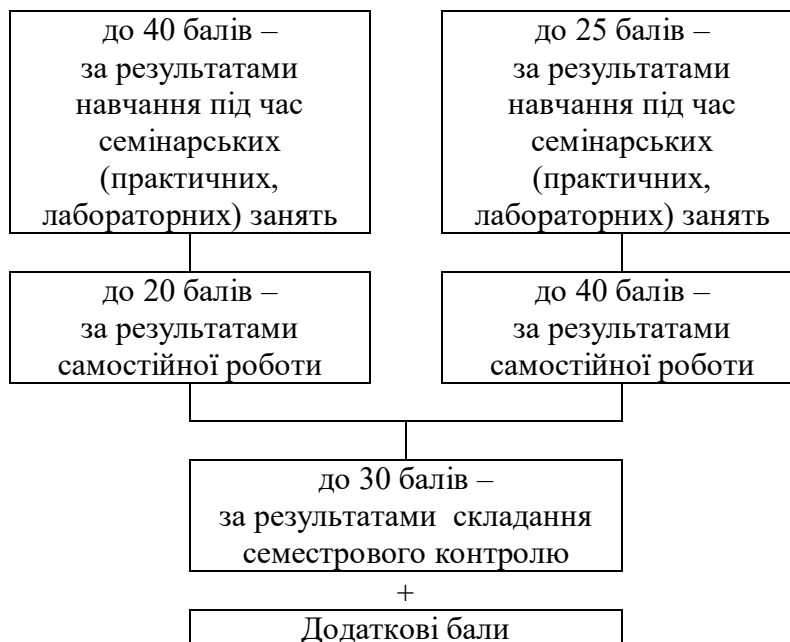 до 40 балів –
за результатами
навчання під час
семінарських
(практичних,
лабораторних) занять
до 25 балів –
за результатами
навчання під час
семінарських
(практичних,
лабораторних) занять
до 20 балів –
за результатами
самостійної роботи
до 40 балів –
за результатами
самостійної роботи
до 30 балів –
за результатами складання
семестрового контролю
+
Додаткові бали